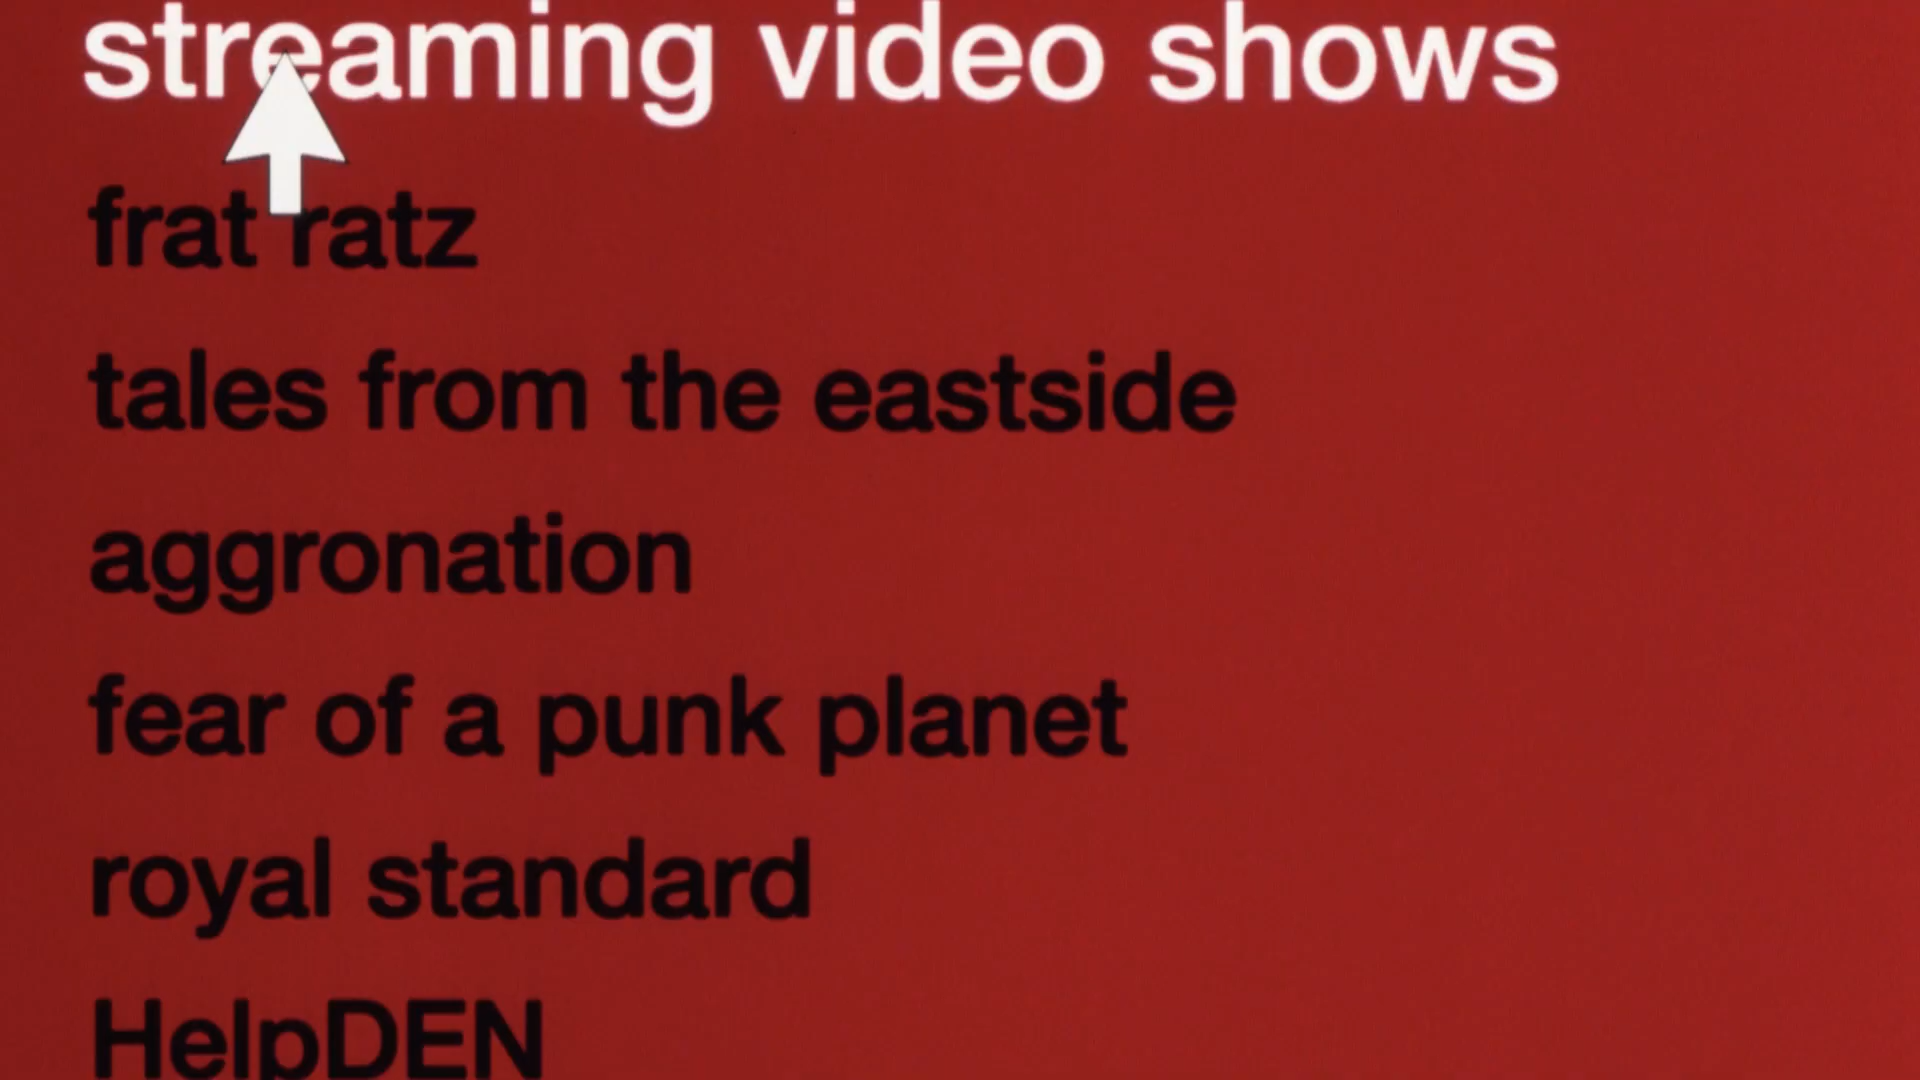 streaming video shows
frat ratz
tales from the eastside
aggronation
fear of a punk planet
royal standard
HelpDEN